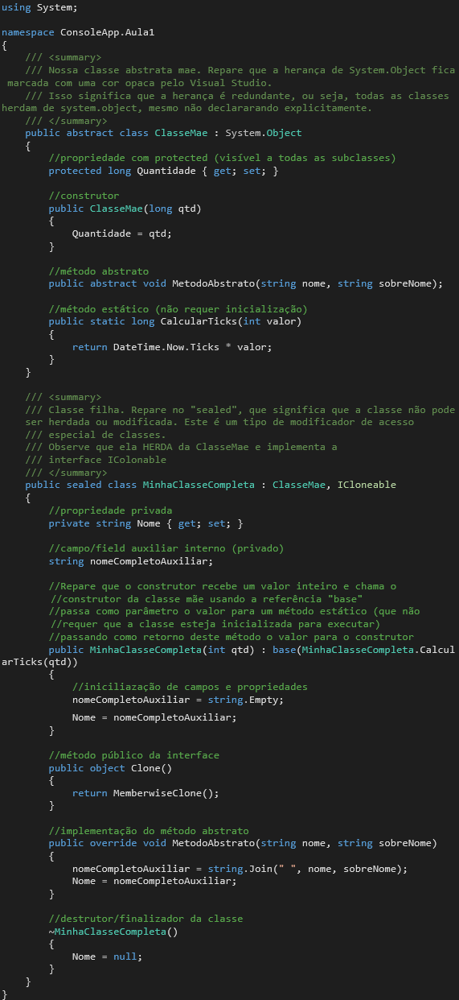 using System;
namespace ConsoleApp.Aula1
{
    /// <summary>
    /// Nossa classe abstrata mae. Repare que a herança de System.Object fica
 marcada com uma cor opaca pelo Visual Studio.
    /// Isso significa que a herança é redundante, ou seja, todas as classes
herdam de system.object, mesmo não declararando explicitamente.
    /// </summary>
    public abstract class ClasseMae : System.Object
    {
        //propriedade com protected (visível a todas as subclasses)
        protected long Quantidade { get; set; }
        //construtor
        public ClasseMae(long qtd)
        {
            Quantidade = qtd;
        }
        //método abstrato
        public abstract void MetodoAbstrato(string nome, string sobreNome);
        //método estático (não requer inicialização)
        public static long CalcularTicks(int valor)
        {
            return DateTime.Now.Ticks * valor;
        }
    }
    /// <summary>
    /// Classe filha. Repare no "sealed", que significa que a classe não pode
    ser herdada ou modificada. Este é um tipo de modificador de acesso
    /// especial de classes.
    /// Observe que ela HERDA da ClasseMae e implementa a
    /// interface IColonable
    /// </summary>
    public sealed class MinhaClasseCompleta : ClasseMae, ICloneable
    {
        //propriedade privada
        private string Nome { get; set; }
        //campo/field auxiliar interno (privado)
        string nomeCompletoAuxiliar;
        //Repare que o construtor recebe um valor inteiro e chama o
        //construtor da classe mãe usando a referência "base"
        //passa como parâmetro o valor para um método estático (que não
        //requer que a classe esteja inicializada para executar)
        //passando como retorno deste método o valor para o construtor
        public MinhaClasseCompleta(int qtd) : base(MinhaClasseCompleta.Calcul
arTicks(qtd))
        {
            //iniciliazação de campos e propriedades
            nomeCompletoAuxiliar = string.Empty;
            Nome = nomeCompletoAuxiliar;
        }
        //método público da interface
        public object Clone()
        {
            return MemberwiseClone();
        }
        //implementação do método abstrato
        public override void MetodoAbstrato(string nome, string sobreNome)
        {
            nomeCompletoAuxiliar = string.Join(" ", nome, sobreNome);
            Nome = nomeCompletoAuxiliar;
        }
        //destrutor/finalizador da classe
        ~MinhaClasseCompleta()
        {
            Nome = null;
        }
    }
}